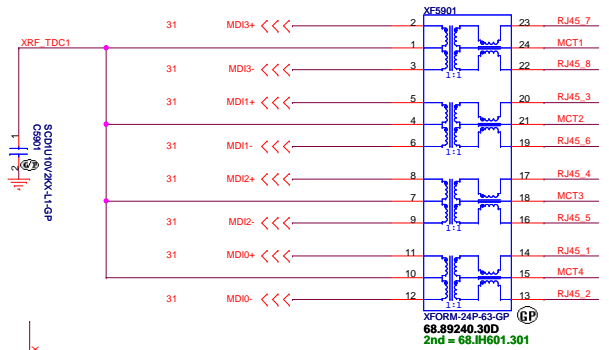 XF5901
31 MDI3+ 2 23 RJ45_7
XRF_TDC1 1 24 MCT1
31 MDI3- 3 22 RJ45_8
1:1
31 MDI1+ 5 20 RJ45_3
4 21 MCT2
31 MDI1- 6 19 RJ45_6
1:1
1
2
C5901
SCD1U10V2KX-L1-GP
GP
31 MDI2+ 8 17 RJ45_4
7 18 MCT3
31 MDI2- 9 16 RJ45_5
1:1
31 MDI0+ 11 14 RJ45_1
10 15 MCT4
31 MDI0- 12 13 RJ45_2
1:1
XFORM-24P-63-GP GP
68.89240.30D
2nd = 68.IH601.301